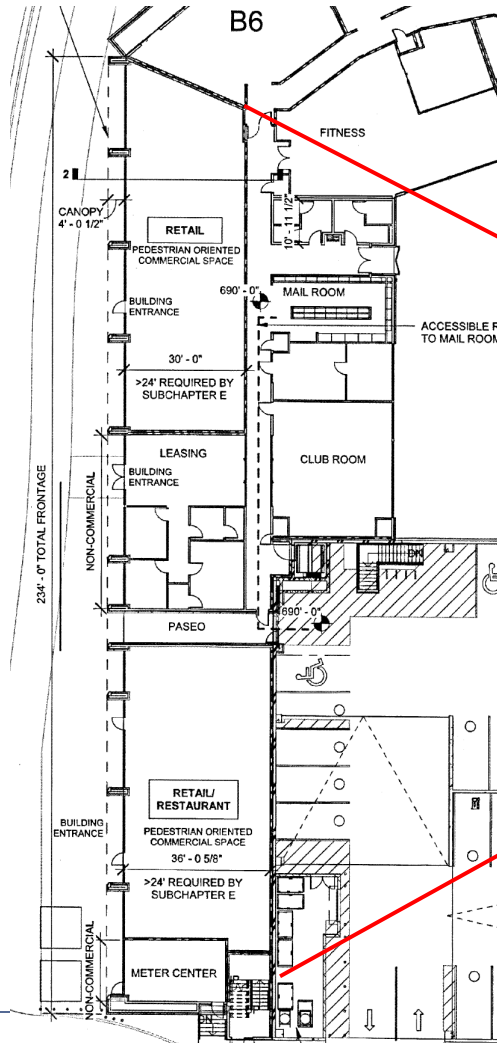 B6
FITNESS
2
CANOPY
4' - 0 1/2"
10' - 11 1/2"
RETAIL
PEDESTRIAN ORIENTED
COMMERCIAL SPACE
690' - 0"
MAIL ROOM
BUILDING
ENTRANCE
ACCESSIBLE R
TO MAIL ROOM
30' - 0"
>24' REQUIRED BY
SUBCHAPTER E
LEASING
CLUB ROOM
BUILDING
ENTRANCE
NON-COMMERCIAL
234' - 0" TOTAL FRONTAGE
DN
690' - 0"
PASEO
RETAIL/
RESTAURANT
BUILDING
ENTRANCE
PEDESTRIAN ORIENTED
COMMERCIAL SPACE
36' - 0 5/8"
>24' REQUIRED BY
SUBCHAPTER E
NON-COMMERCIAL
METER CENTER
DN